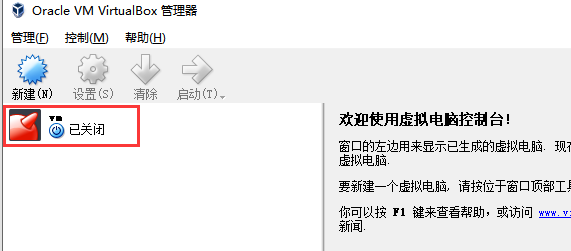 Oracle VM VirtualBox 管理器
管理(F) 控制(M) 帮助(H)
新建(N) 设置(S) 清除 启动(T)
vm
已关闭
欢迎使用虚拟电脑控制台!
窗口的左边用来显示已生成的虚拟电脑. 现在
虚拟电脑.
要新建一个虚拟电脑, 请按位于窗口顶部工具
你可以按 F1 键来查看帮助, 或访问 www.vi
新闻.